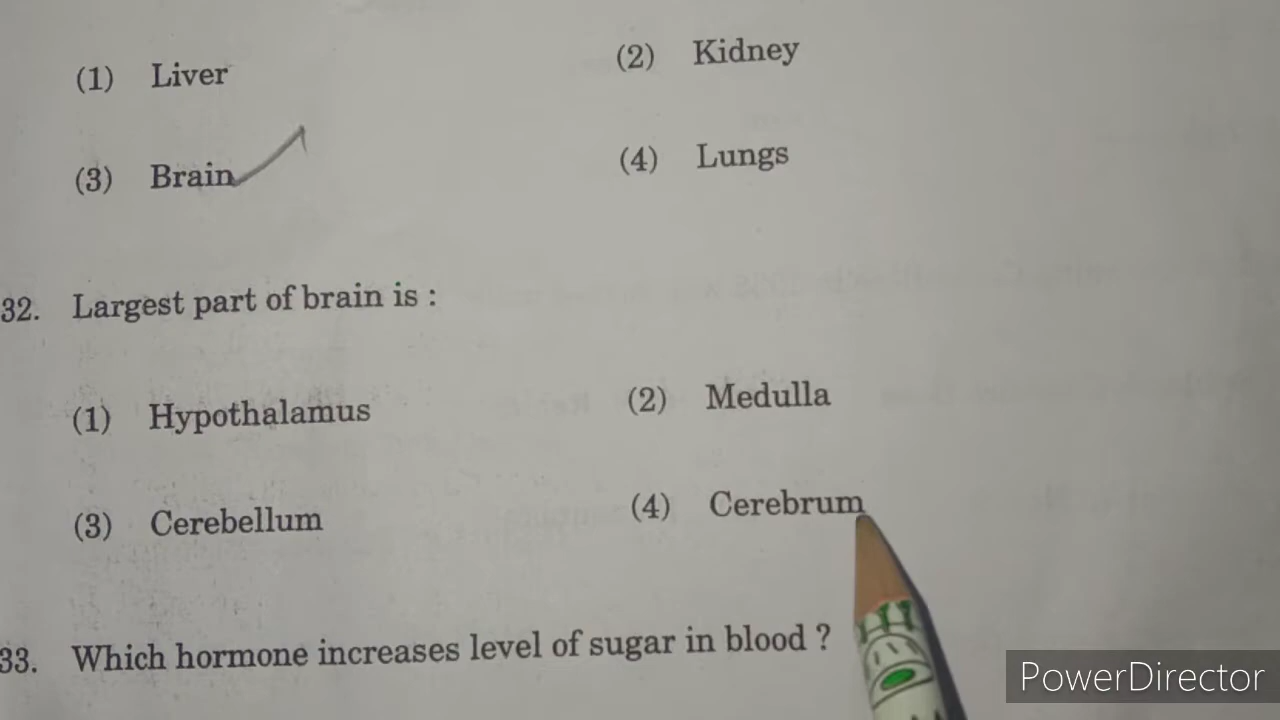 (1) Liver
(2) Kidney
(3) Brain
(4) Lungs
32. Largest part of brain is :
(1) Hypothalamus
(2) Medulla
(3) Cerebellum
(4) Cerebrum
33. Which hormone increases level of sugar in blood ?
PowerDirector